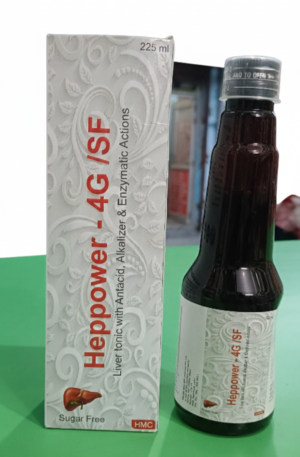 225 ml
Heppower - 4G /SF
Liver tonic with Antacid, Alkalizer & Enzymatic Actions
Sugar Free
HMC
Heppower - 4G /SF